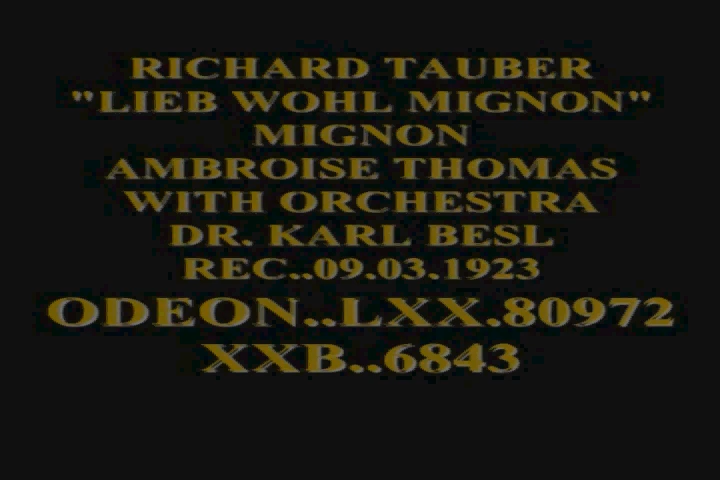 RICHARD TAUBER
"LIEB WOHL MIGNON"
MIGNON
AMBROISE THOMAS
WITH ORCHESTRA
DR. KARL BESL
REC..09.03.1923
ODEON..LXX.80972
XXB..6843